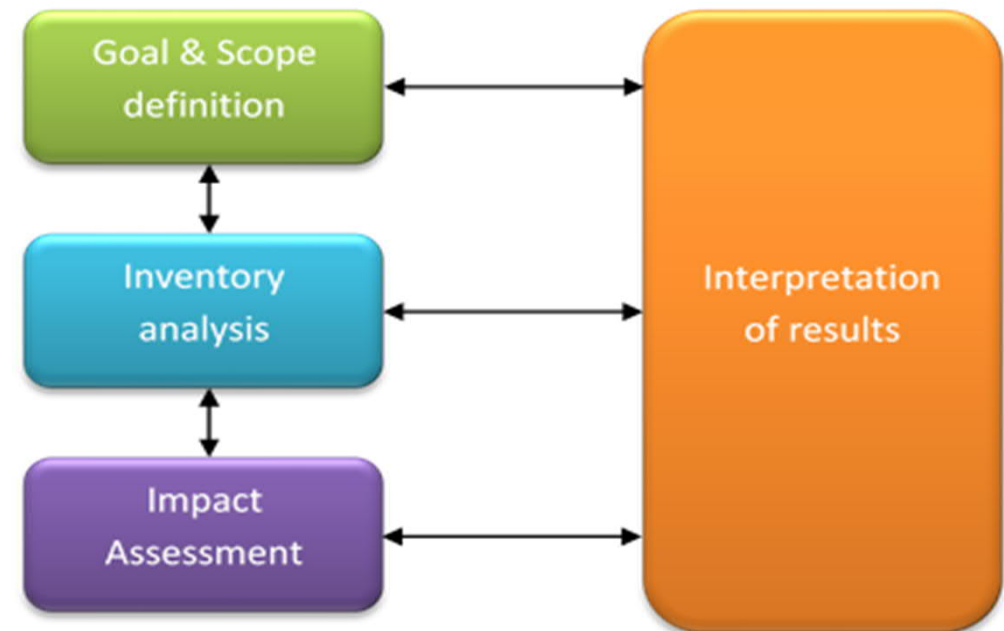 Goal & Scope
definition
Inventory
analysis
Impact
Assessment
Interpretation
of results